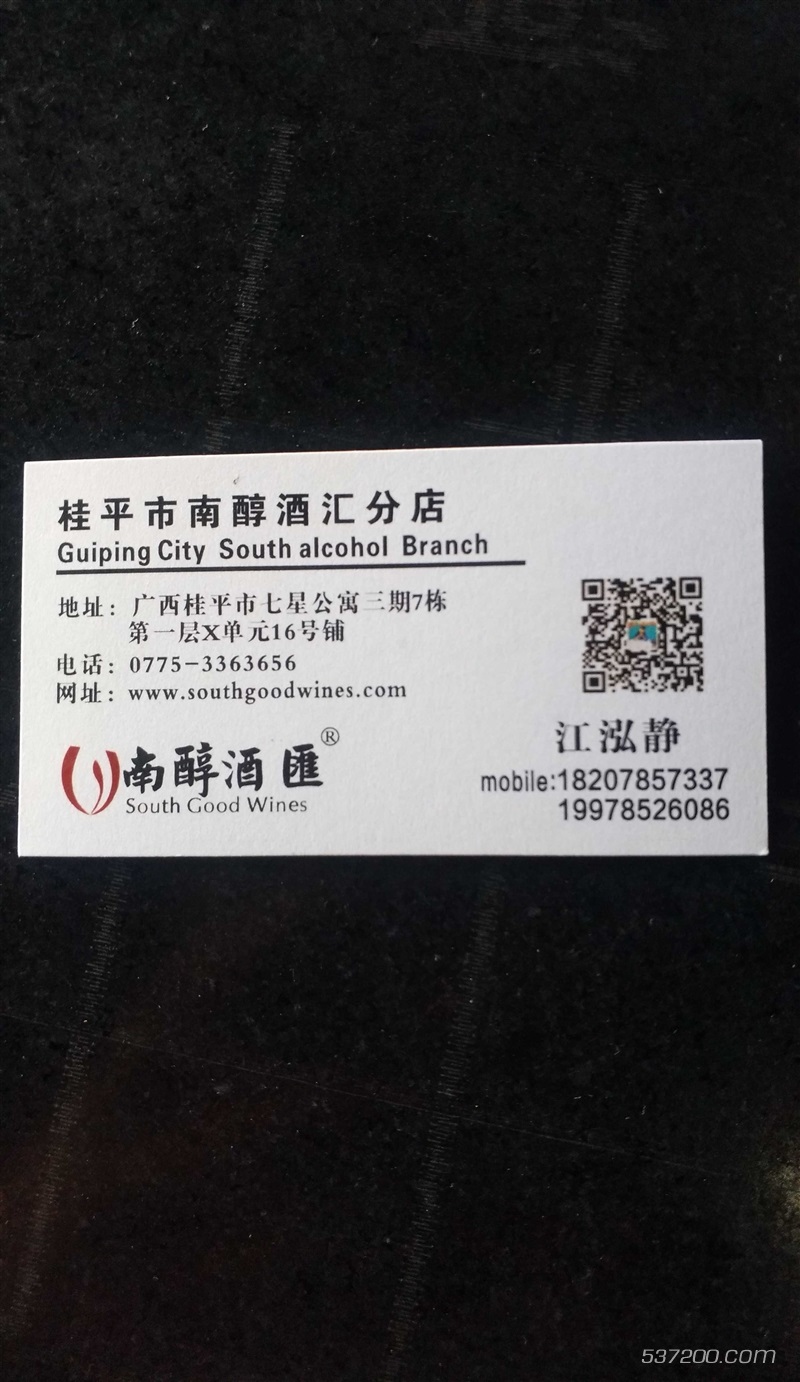 桂平市南醇酒汇分店
Guiping City South alcohol Branch
地址：广西桂平市七星公寓三期7栋
第一层X单元16号铺
电话：0775-3363656
网址：www.southgoodwines.com
南醇酒匯®
South Good Wines
江泓静
mobile:18207857337
19978526086
537200.com